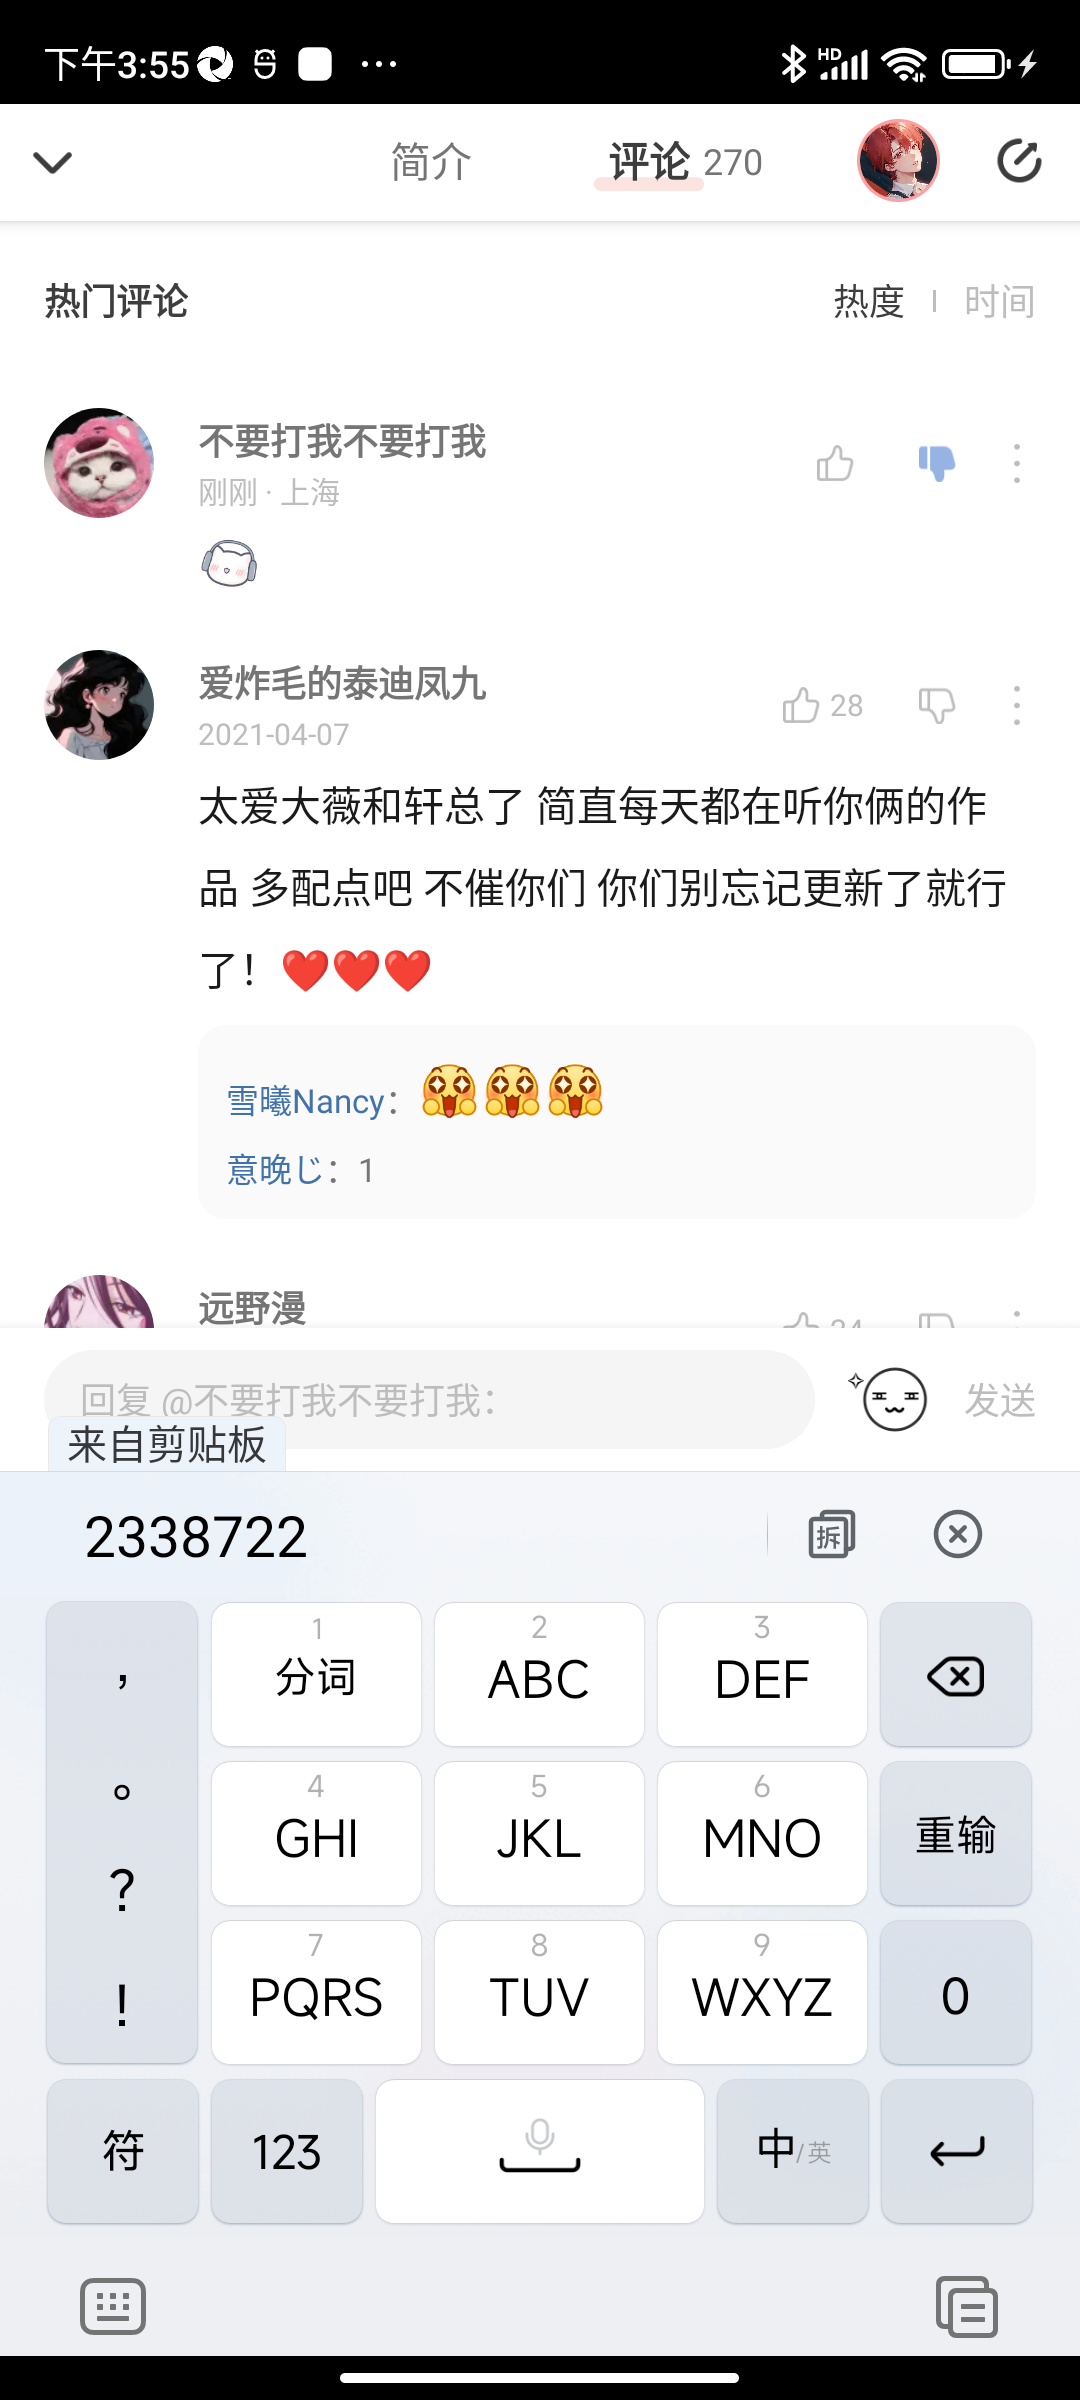 下午3:55 HD
简介 评论 270
热门评论
热度 | 时间
不要打我不要打我
刚刚 · 上海
爱炸毛的泰迪凤九
28
2021-04-07
太爱大薇和轩总了 简直每天都在听你俩的作
品 多配点吧 不催你们 你们别忘记更新了就行
了！❤️❤️❤️
雪曦Nancy：🤩🤩🤩
意晚じ：1
远野漫
24
回复 @不要打我不要打我：
发送
来自剪贴板
2338722
拆
，
。
？
！
1
分词
2
ABC
3
DEF
4
GHI
5
JKL
6
MNO
重输
7
PQRS
8
TUV
9
WXYZ
0
符
123
中/英